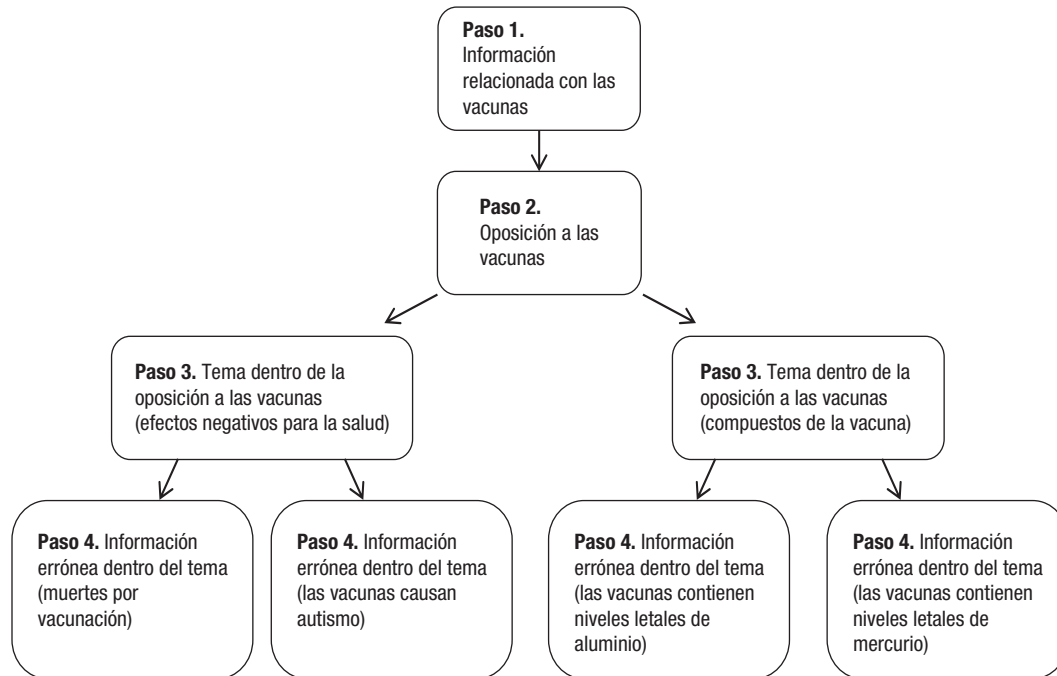 Paso 1.
Información
relacionada con las
vacunas
Paso 2.
Oposición a las
vacunas
Paso 3. Tema dentro de la
oposición a las vacunas
(efectos negativos para la salud)
Paso 3. Tema dentro de la
oposición a las vacunas
(compuestos de la vacuna)
Paso 4. Información
errónea dentro del tema
(muertes por
vacunación)
Paso 4. Información
errónea dentro del tema
(las vacunas causan
autismo)
Paso 4. Información
errónea dentro del tema
(las vacunas contienen
niveles letales de
aluminio)
Paso 4. Información
errónea dentro del tema
(las vacunas contienen
niveles letales de
mercurio)